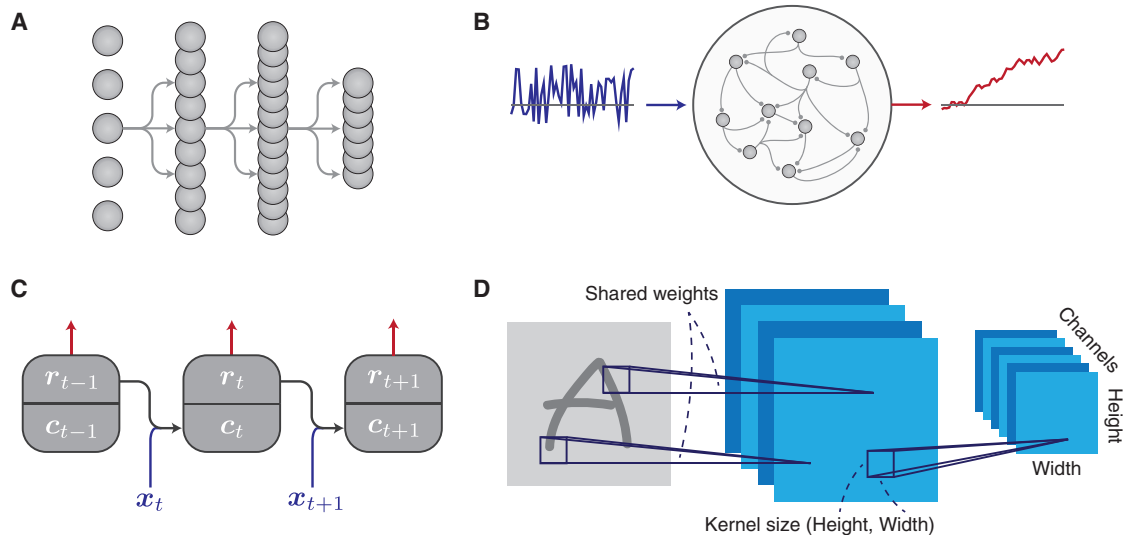 A
B
C
r_{t-1}
c_{t-1}
r_t
c_t
r_{t+1}
c_{t+1}
x_t
x_{t+1}
D
Shared weights
A
Channels
Height
Width
Kernel size (Height, Width)